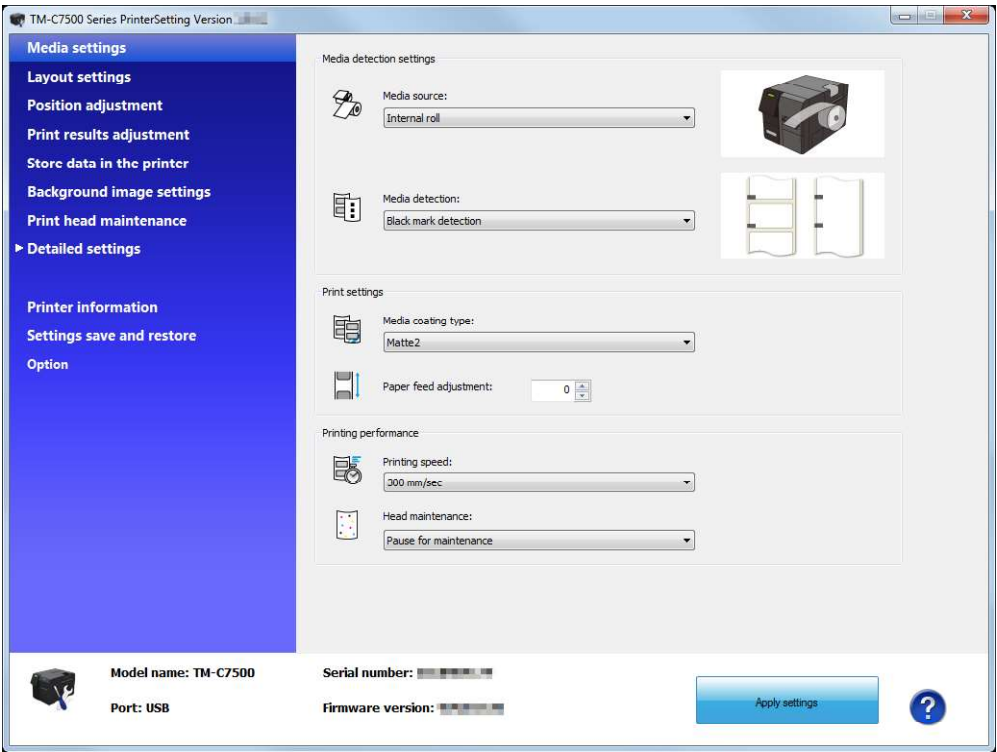 TM-C7500 Series PrinterSetting Version
Media settings
Layout settings
Position adjustment
Print results adjustment
Store data in the printer
Background image settings
Print head maintenance
Detailed settings
Printer information
Settings save and restore
Option
Media detection settings
Media source:
Internal roll
Media detection:
Black mark detection
Print settings
Media coating type:
Matte2
Paper feed adjustment:
0
Printing performance
Printing speed:
300 mm/sec
Head maintenance:
Pause for maintenance
Model name: TM-C7500
Port: USB
Serial number:
Firmware version:
Apply settings
?